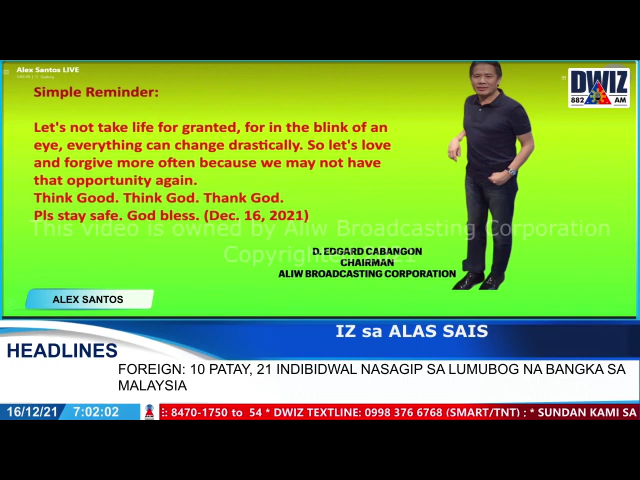 Alex Santos LIVE
DWIZ
882 AM
Simple Reminder:
Let's not take life for granted, for in the blink of an
eye, everything can change drastically. So let's love
and forgive more often because we may not have
that opportunity again.
Think Good. Think God. Thank God.
Pls stay safe. God bless. (Dec. 16, 2021)
This video is owned by Aliw Broadcasting Corporation
D. EDGARD CABANGON
CHAIRMAN
ALIW BROADCASTING CORPORATION
ALEX SANTOS
IZ sa ALAS SAIS
HEADLINES
FOREIGN: 10 PATAY, 21 INDIBIDWAL NASAGIP SA LUMUBOG NA BANGKA SA
MALAYSIA
16/12/21 7:02:02 : 8470-1750 to 54 * DWIZ TEXTLINE: 0998 376 6768 (SMART/TNT) ; * SUNDAN KAMI SA